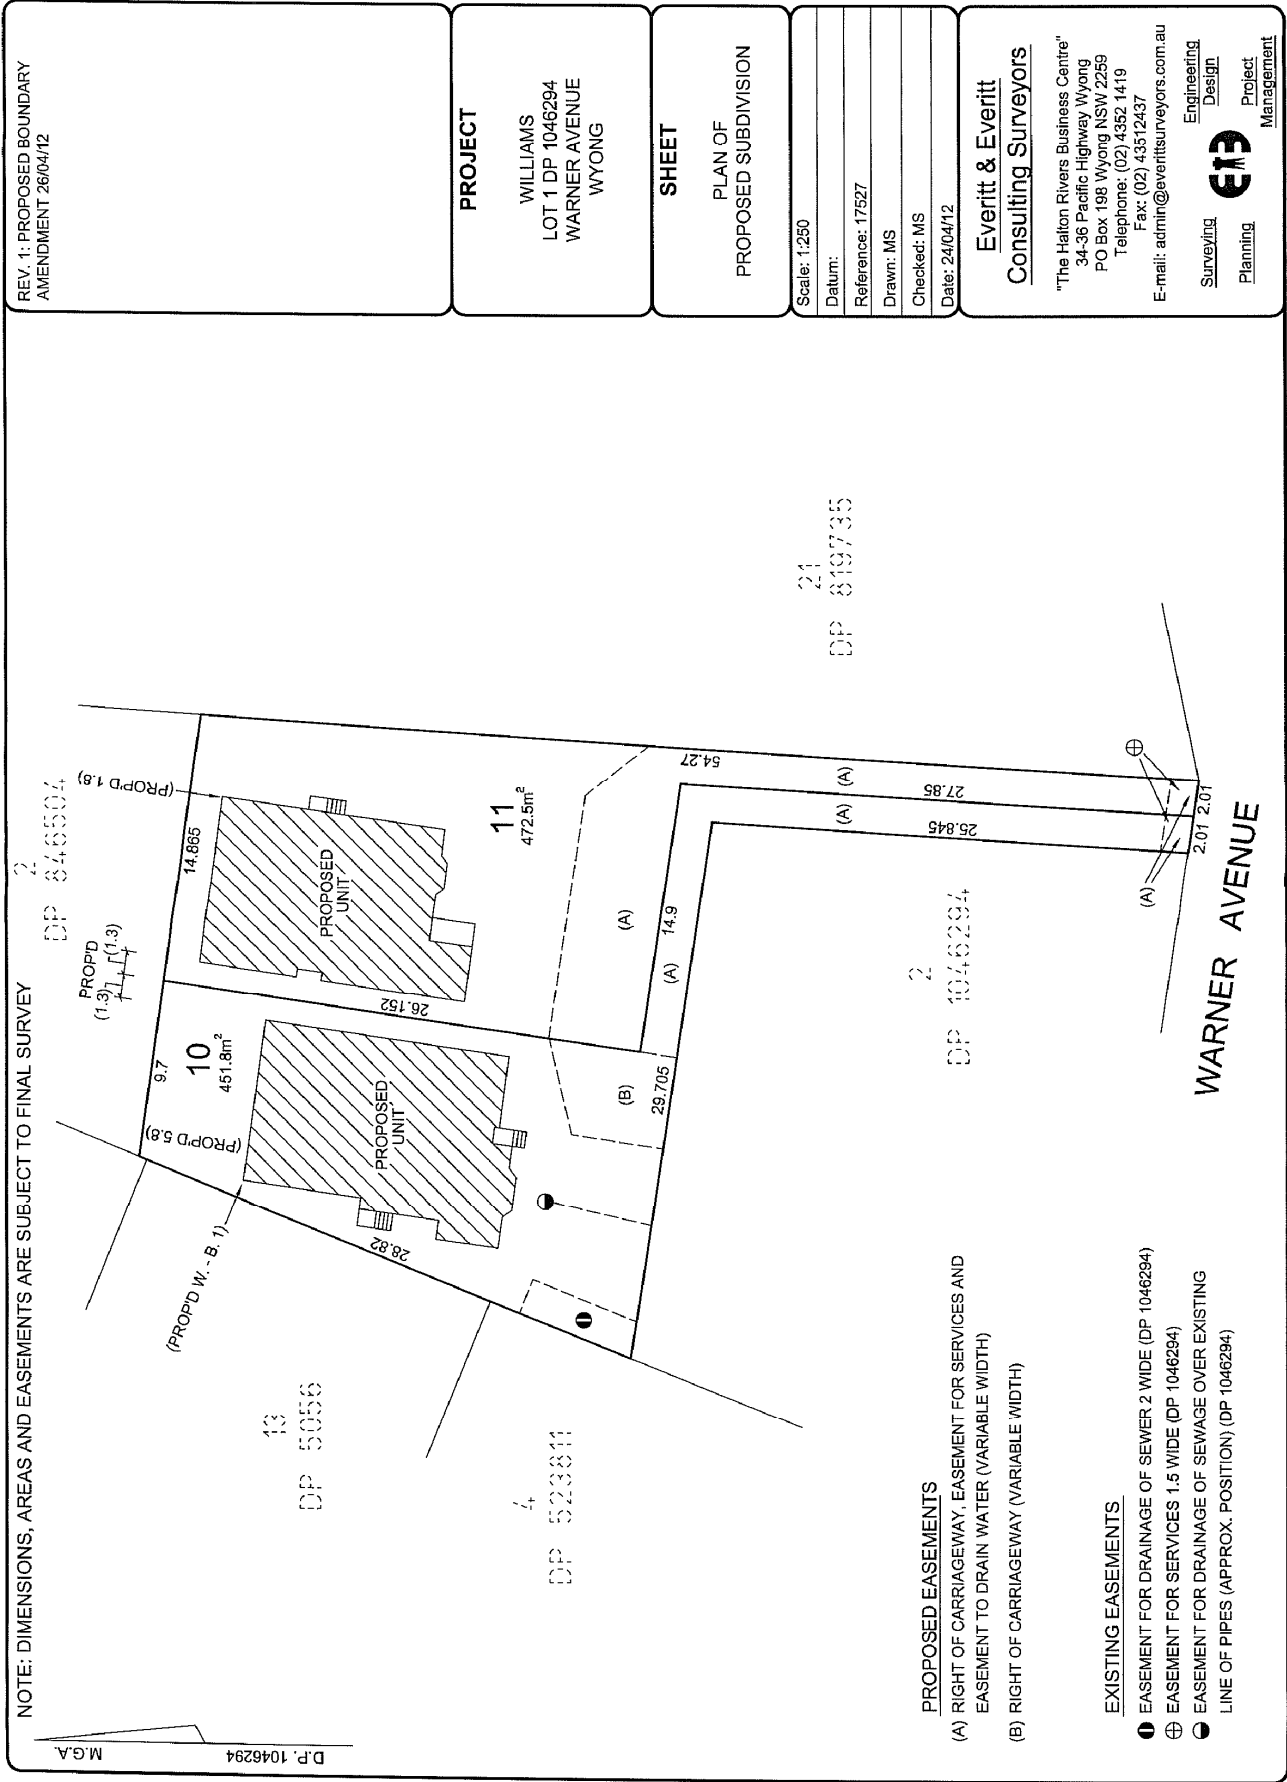 NOTE: DIMENSIONS, AREAS AND EASEMENTS ARE SUBJECT TO FINAL SURVEY
M.G.A.
D.P. 1046294
2
DP 846504
PROP'D
(1.3) (1.3)
(PROP'D 1.8)
14.865
9.7
10
451.8m²
(PROP'D 5.8)
PROPOSED
UNIT
26.152
PROPOSED
UNIT
11
472.5m²
(PROP'D W. - B. 1)
28.82
13
DP 5056
4
DP 523811
(B)
29.705
(A)
(A)
14.9
54.27
(A)
(A)
27.85
25.845
21
DP 819735
2
DP 1046294
(A)
2.01 2.01
WARNER AVENUE
PROPOSED EASEMENTS
(A) RIGHT OF CARRIAGEWAY, EASEMENT FOR SERVICES AND
EASEMENT TO DRAIN WATER (VARIABLE WIDTH)
(B) RIGHT OF CARRIAGEWAY (VARIABLE WIDTH)
EXISTING EASEMENTS
EASEMENT FOR DRAINAGE OF SEWER 2 WIDE (DP 1046294)
EASEMENT FOR SERVICES 1.5 WIDE (DP 1046294)
EASEMENT FOR DRAINAGE OF SEWAGE OVER EXISTING
LINE OF PIPES (APPROX. POSITION) (DP 1046294)
REV. 1: PROPOSED BOUNDARY
AMENDMENT 26/04/12
PROJECT
WILLIAMS
LOT 1 DP 1046294
WARNER AVENUE
WYONG
SHEET
PLAN OF
PROPOSED SUBDIVISION
Scale: 1:250
Datum:
Reference: 17527
Drawn: MS
Checked: MS
Date: 24/04/12
Everitt & Everitt
Consulting Surveyors
"The Halton Rivers Business Centre"
34-36 Pacific Highway Wyong
PO Box 198 Wyong NSW 2259
Telephone: (02) 4352 1419
Fax: (02) 43512437
E-mail: admin@everittsurveyors.com.au
Surveying
Engineering
Design
Planning
Project
Management